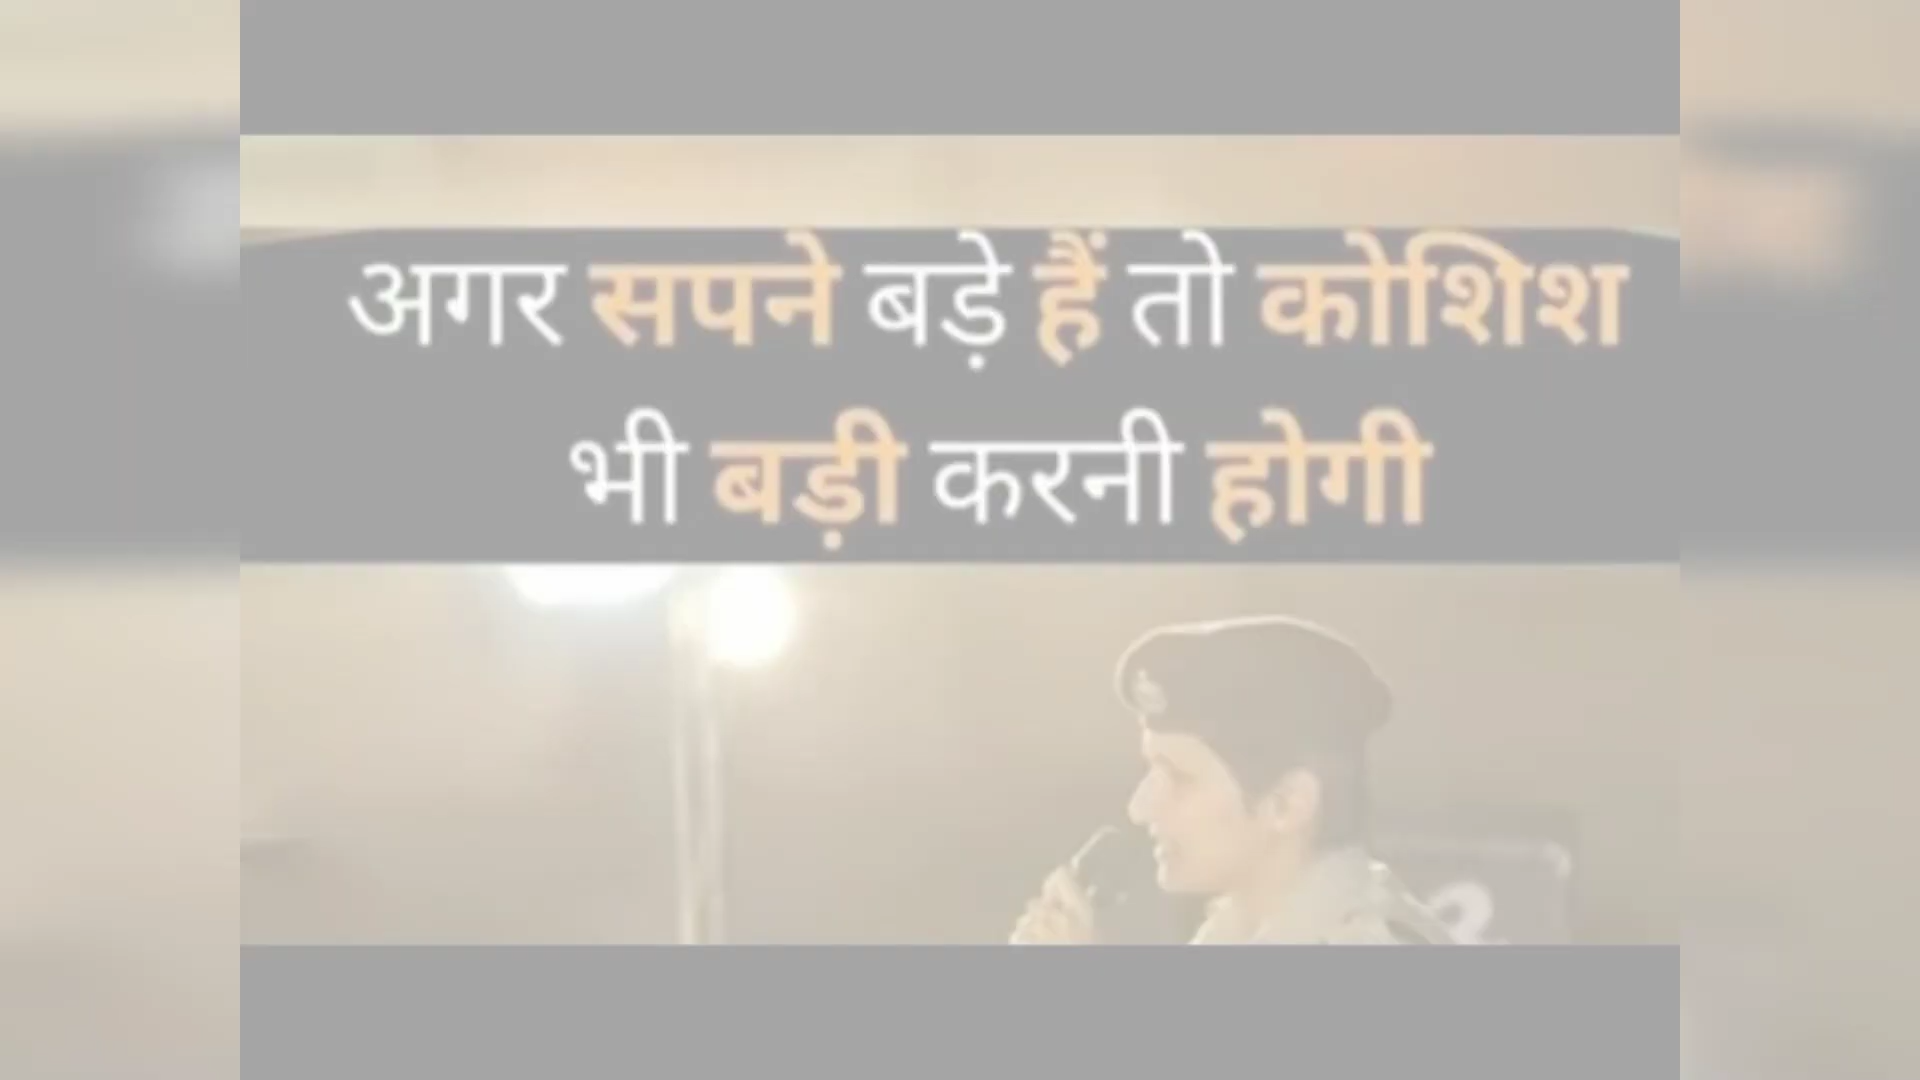 अगर सपने बड़े हैं तो कोशिश
भी बड़ी करनी होगी